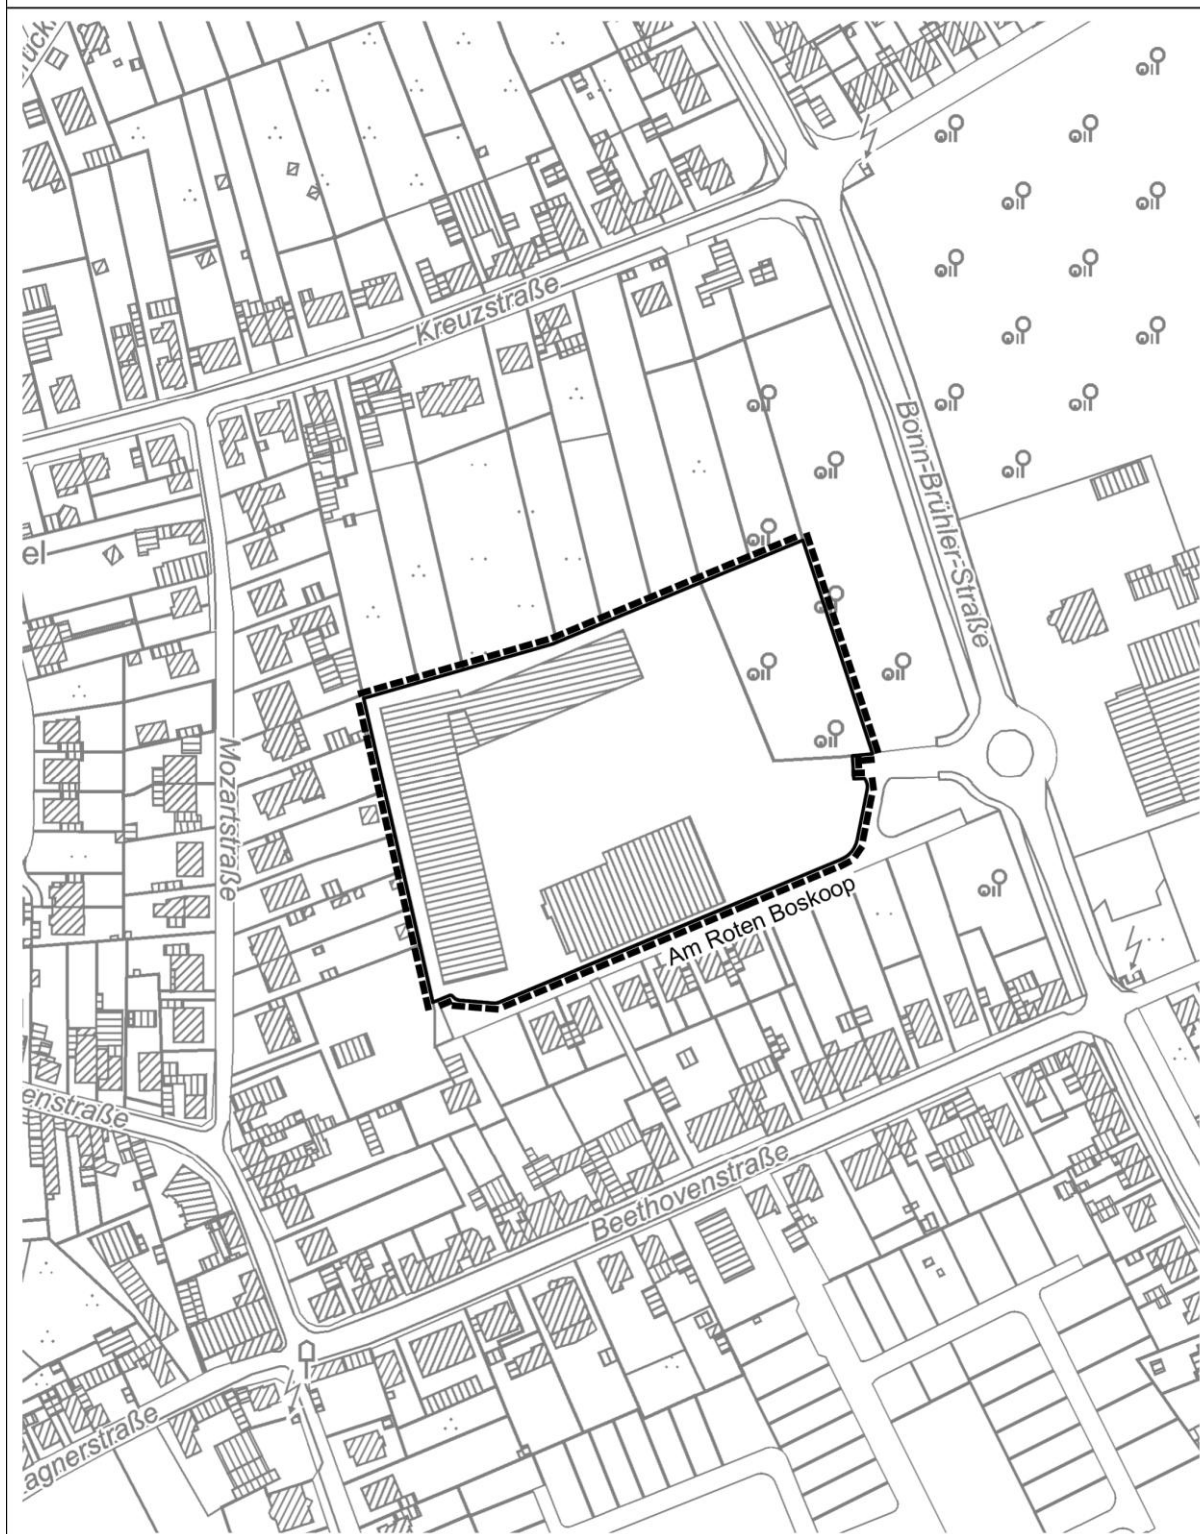 Kreuzstraße
Bonn-Brühler-Straße
el
Mozartstraße
Am Roten Boskoop
enstraße
Beethovenstraße
agnerstraße